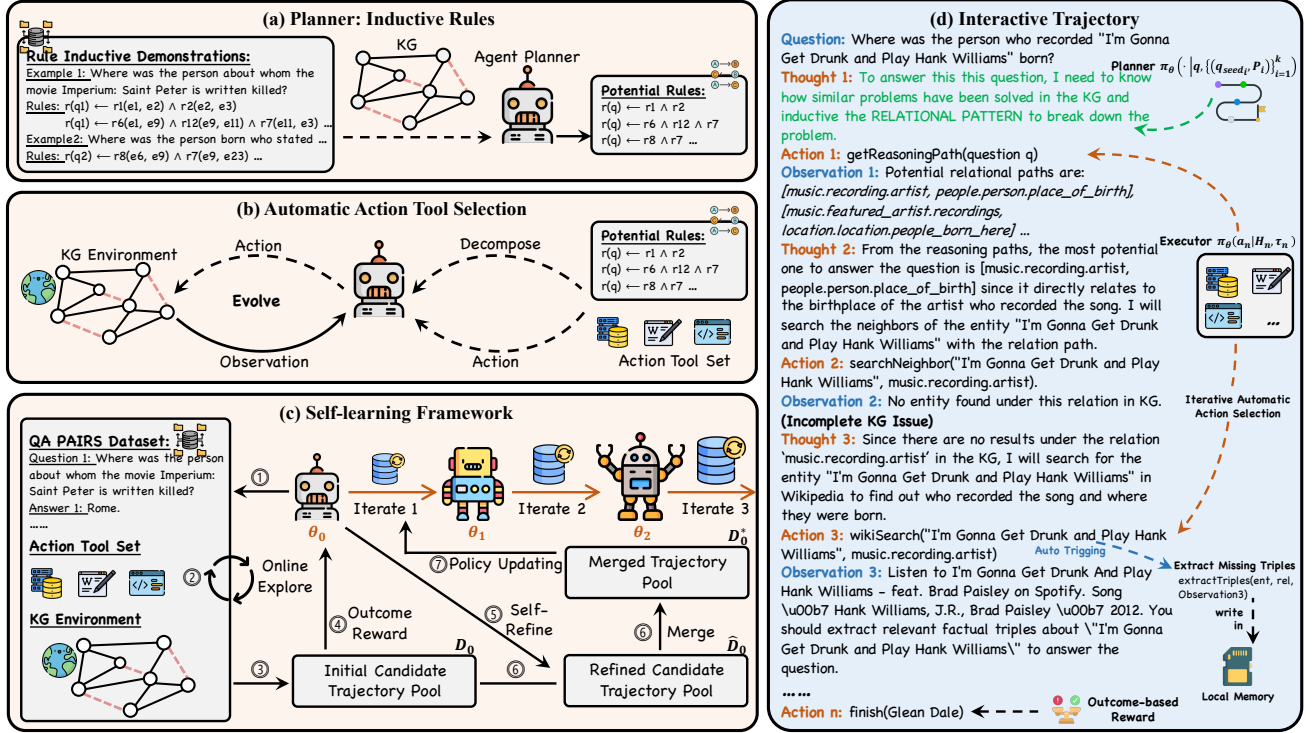 (a) Planner: Inductive Rules
Rule Inductive Demonstrations:
Example 1: Where was the person about whom the
movie Imperium: Saint Peter is written killed?
Rules: r(q1) ⟵ r1(e1, e2) ∧ r2(e2, e3)
r(q1) ⟵ r6(e1, e9) ∧ r12(e9, e11) ∧ r7(e11, e3) ...
Example2: Where was the person born who stated ...
Rules: r(q2) ⟵ r8(e6, e9) ∧ r7(e9, e23) ...
KG
Agent Planner
Potential Rules:
r(q) ⟵ r1 ∧ r2
r(q) ⟵ r6 ∧ r12 ∧ r7
r(q) ⟵ r8 ∧ r7 ...
(b) Automatic Action Tool Selection
KG Environment
Action
Evolve
Observation
Decompose
Action
Potential Rules:
r(q) ⟵ r1 ∧ r2
r(q) ⟵ r6 ∧ r12 ∧ r7
r(q) ⟵ r8 ∧ r7 ...
Action Tool Set
(c) Self-learning Framework
QA PAIRS Dataset:
Question 1: Where was the person
about whom the movie Imperium:
Saint Peter is written killed?
Answer 1: Rome.
......
Action Tool Set
KG Environment
①
②
Online
Explore
③
θ0
Iterate 1
θ1
Iterate 2
θ2
Iterate 3
④ Outcome
Reward
⑤ Self-
Refine
⑦ Policy Updating
D*0
Merged Trajectory
Pool
⑥ Merge
D0
Initial Candidate
Trajectory Pool
⑥
D̂0
Refined Candidate
Trajectory Pool
(d) Interactive Trajectory
Question: Where was the person who recorded "I'm Gonna
Get Drunk and Play Hank Williams" born?
Planner πθ(· | q, {(qseedi, Pi)}ki=1)
Thought 1: To answer this this question, I need to know
how similar problems have been solved in the KG and
inductive the RELATIONAL PATTERN to break down the
problem.
Action 1: getReasoningPath(question q)
Observation 1: Potential relational paths are:
[music.recording.artist, people.person.place_of_birth],
[music.featured_artist.recordings,
location.location.people_born_here] ...
Thought 2: From the reasoning paths, the most potential
one to answer the question is [music.recording.artist,
people.person.place_of_birth] since it directly relates to
the birthplace of the artist who recorded the song. I will
search the neighbors of the entity "I'm Gonna Get Drunk
and Play Hank Williams" with the relation path.
Executor πθ(an|Hn, τn)
...
Action 2: searchNeighbor("I'm Gonna Get Drunk and Play
Hank Williams", music.recording.artist).
Observation 2: No entity found under this relation in KG.
(Incomplete KG Issue)
Iterative Automatic
Action Selection
Thought 3: Since there are no results under the relation
‘music.recording.artist’ in the KG, I will search for the
entity "I'm Gonna Get Drunk and Play Hank Williams" in
Wikipedia to find out who recorded the song and where
they were born.
Action 3: wikiSearch("I'm Gonna Get Drunk and Play Hank
Williams", music.recording.artist)
Auto Trigging
Observation 3: Listen to I'm Gonna Get Drunk And Play
Hank Williams – feat. Brad Paisley on Spotify. Song
\u00b7 Hank Williams, J.R., Brad Paisley \u00b7 2012. You
should extract relevant factual triples about \"I'm Gonna
Get Drunk and Play Hank Williams\" to answer the
question.
Extract Missing Triples
extractTriples(ent, rel,
Observation3)
write
in
Local Memory
......
Action n: finish(Glean Dale)
Outcome-based
Reward